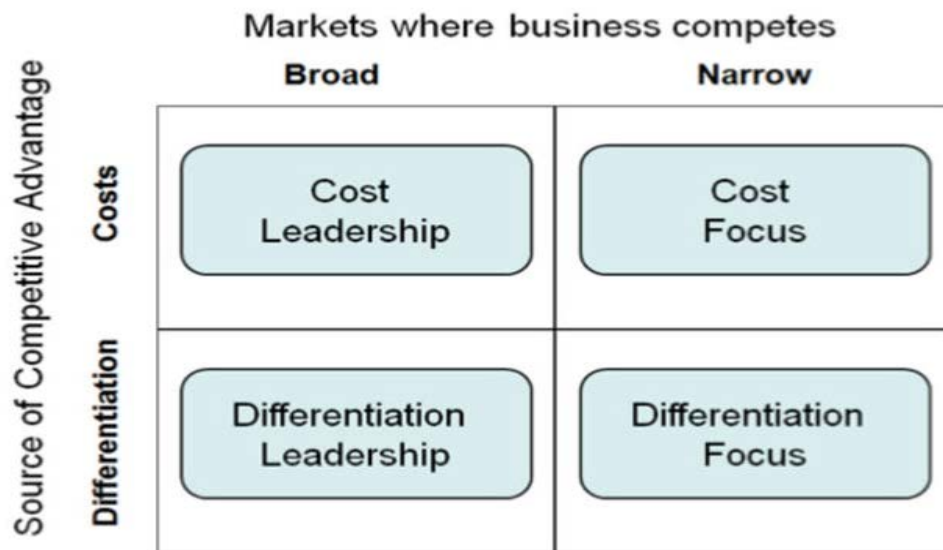 Markets where business competes
Broad
Narrow
Source of Competitive Advantage
Costs
Cost
Leadership
Cost
Focus
Differentiation
Differentiation
Leadership
Differentiation
Focus